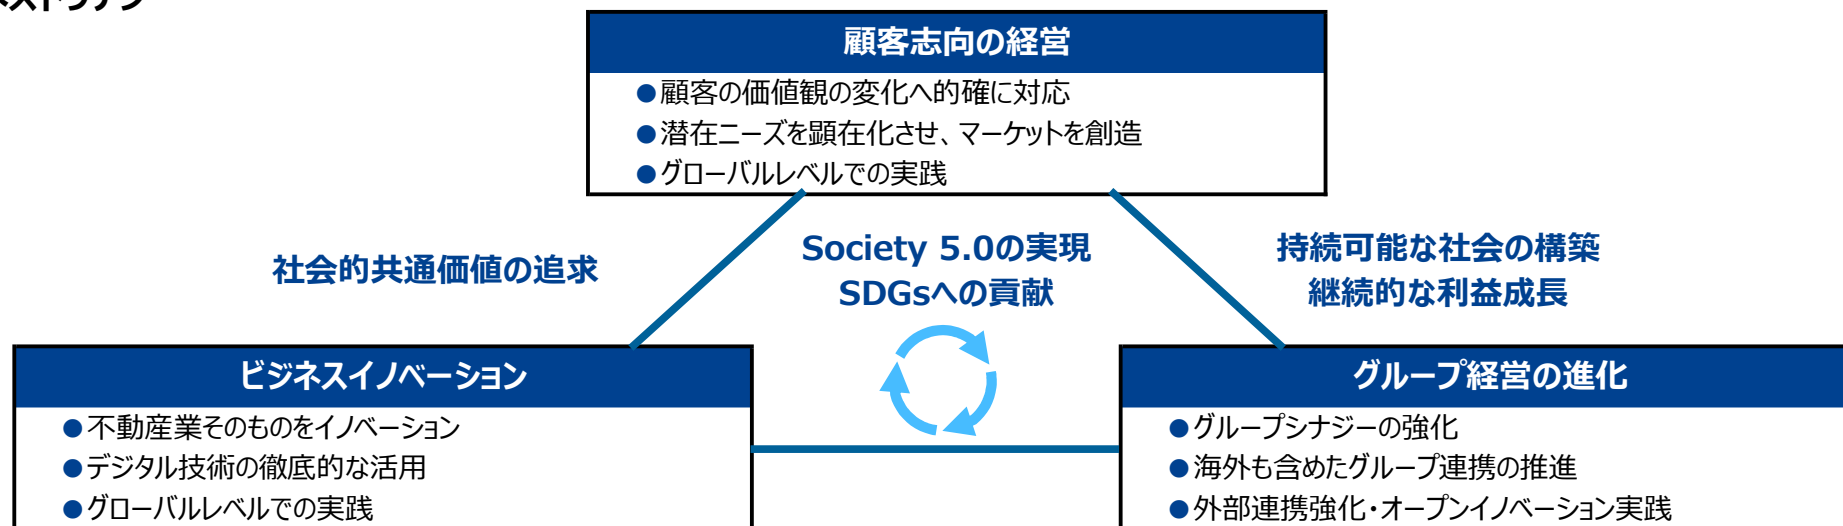 顧客志向の経営
●顧客の価値観の変化へ的確に対応
●潜在ニーズを顕在化させ、マーケットを創造
●グローバルレベルでの実践
社会的共通価値の追求
Society 5.0の実現
SDGsへの貢献
持続可能な社会の構築
継続的な利益成長
ビジネスイノベーション
●不動産業そのものをイノベーション
●デジタル技術の徹底的な活用
●グローバルレベルでの実践
グループ経営の進化
●グループシナジーの強化
●海外も含めたグループ連携の推進
●外部連携強化・オープンイノベーション実践